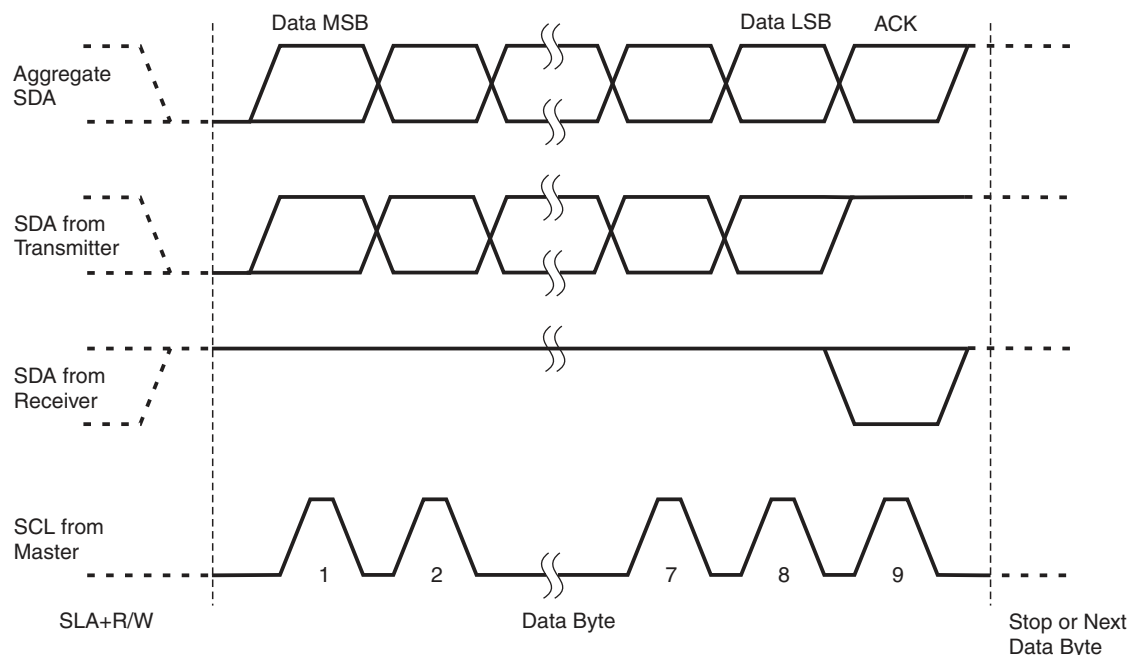 Data MSB
Data LSB
ACK
Aggregate
SDA
SDA from
Transmitter
SDA from
Receiver
SCL from
Master
1
2
7
8
9
SLA+R/W
Data Byte
Stop or Next
Data Byte